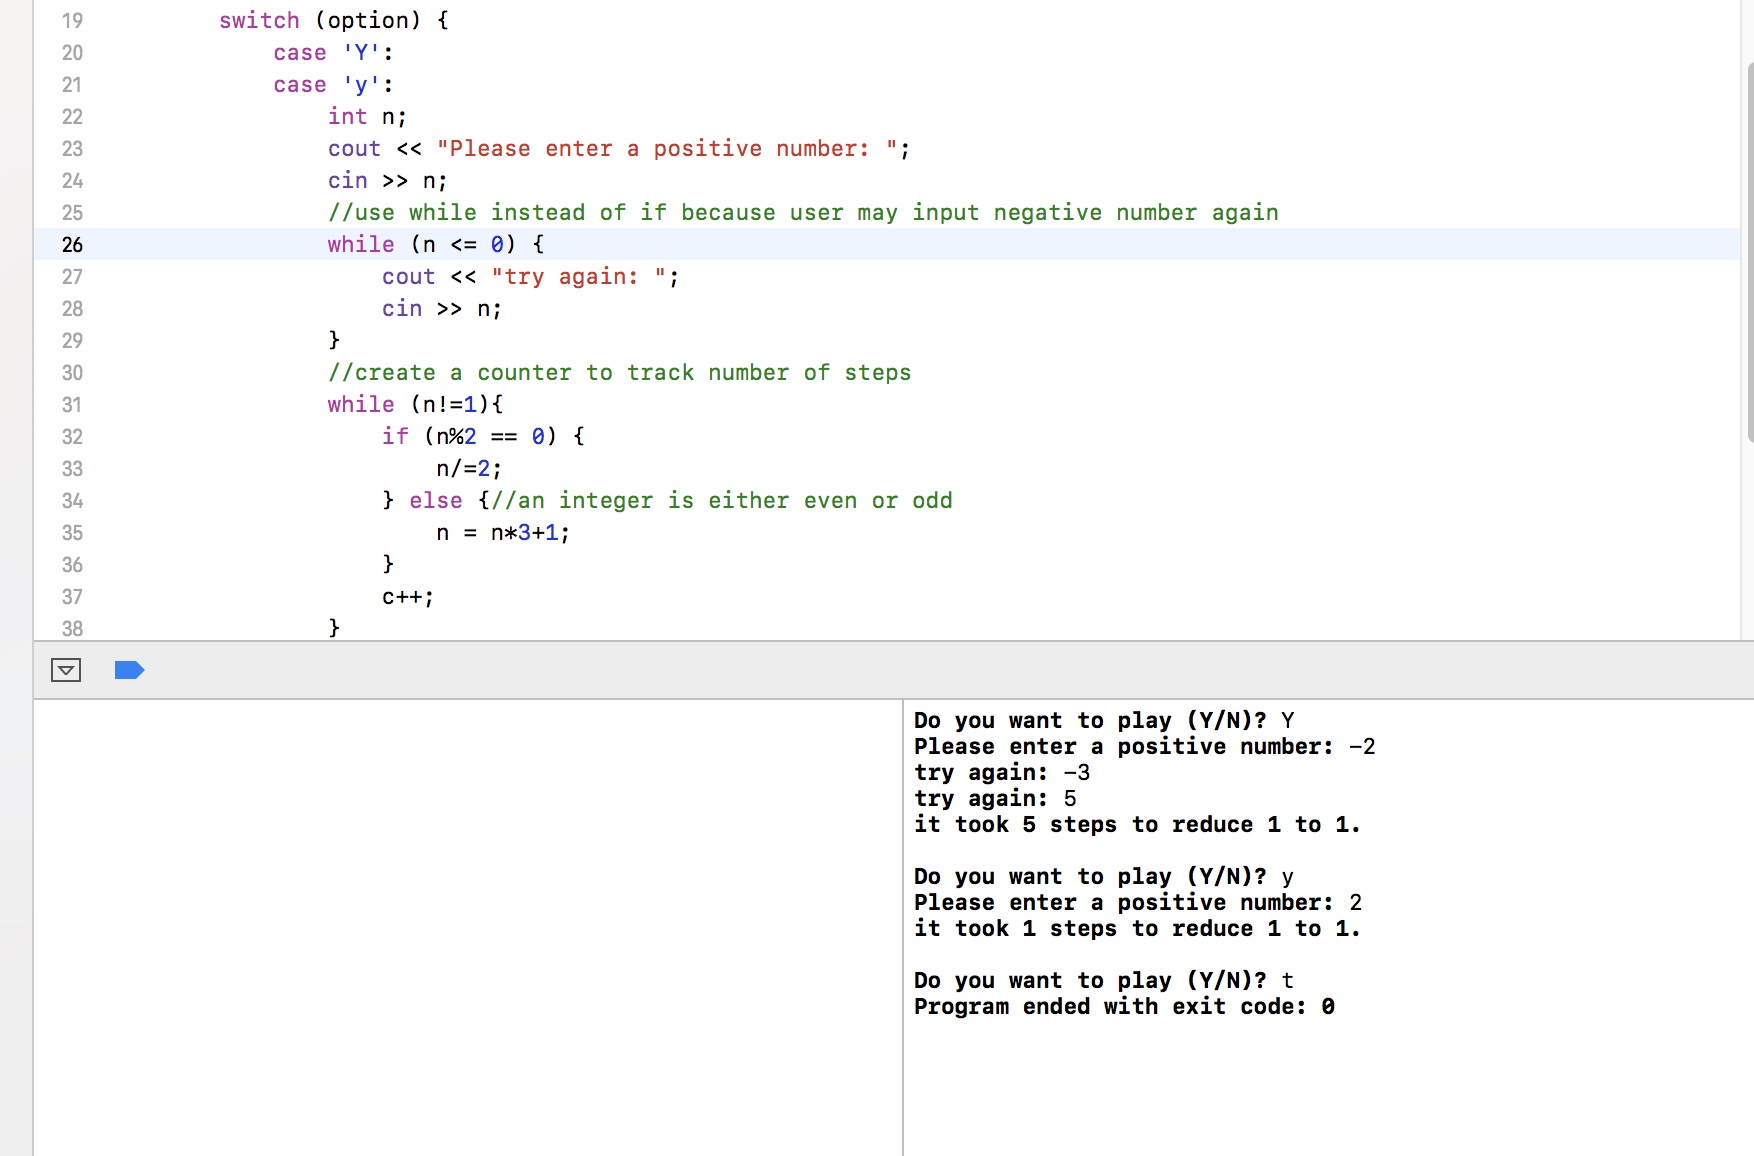 19 switch (option) {
20 case 'Y':
21 case 'y':
22 int n;
23 cout << "Please enter a positive number: ";
24 cin >> n;
25 //use while instead of if because user may input negative number again
26 while (n <= 0) {
27 cout << "try again: ";
28 cin >> n;
29 }
30 //create a counter to track number of steps
31 while (n!=1){
32 if (n%2 == 0) {
33 n/=2;
34 } else {//an integer is either even or odd
35 n = n*3+1;
36 }
37 c++;
38 }
Do you want to play (Y/N)? Y
Please enter a positive number: -2
try again: -3
try again: 5
it took 5 steps to reduce 1 to 1.
Do you want to play (Y/N)? y
Please enter a positive number: 2
it took 1 steps to reduce 1 to 1.
Do you want to play (Y/N)? t
Program ended with exit code: 0